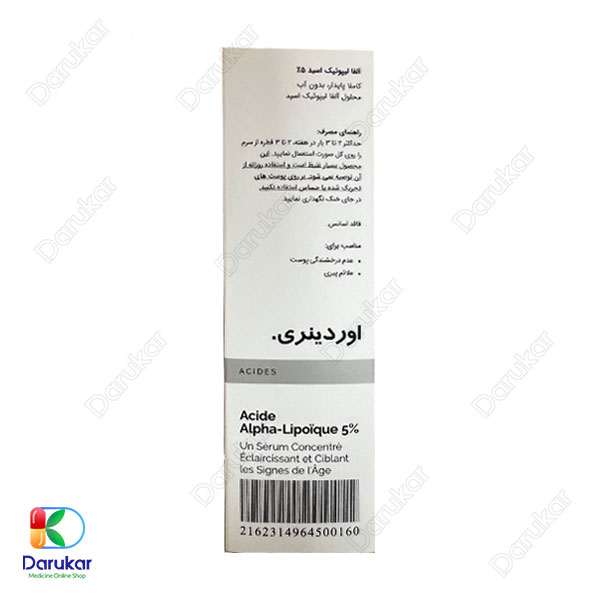 آلفا لیپوئیک اسید ۵٪
کاملا پایدار، بدون آب
محلول آلفا لیپوئیک اسید
راهنمای مصرف:
حداکثر ۲ تا ۳ بار در هفته، ۲ تا ۳ قطره از سرم
را روی کل صورت استعمال نمایید. این
محصول بسیار غلیظ است و استفاده روزانه از
آن توصیه نمی شود. بر روی پوست های
تحریک شده یا حساس استفاده نکنید.
در جای خنک نگهداری نمایید.
فاقد اسانس.
مناسب برای:
• عدم درخشندگی پوست
• علائم پیری
اوردینری.
ACIDES
Acide
Alpha-Lipoïque 5%
Un Sèrum Concentrè
Éclaircissant et Ciblant
les Signes de l'Âge
2162314964500160
Darukar
Medicine Online Shop